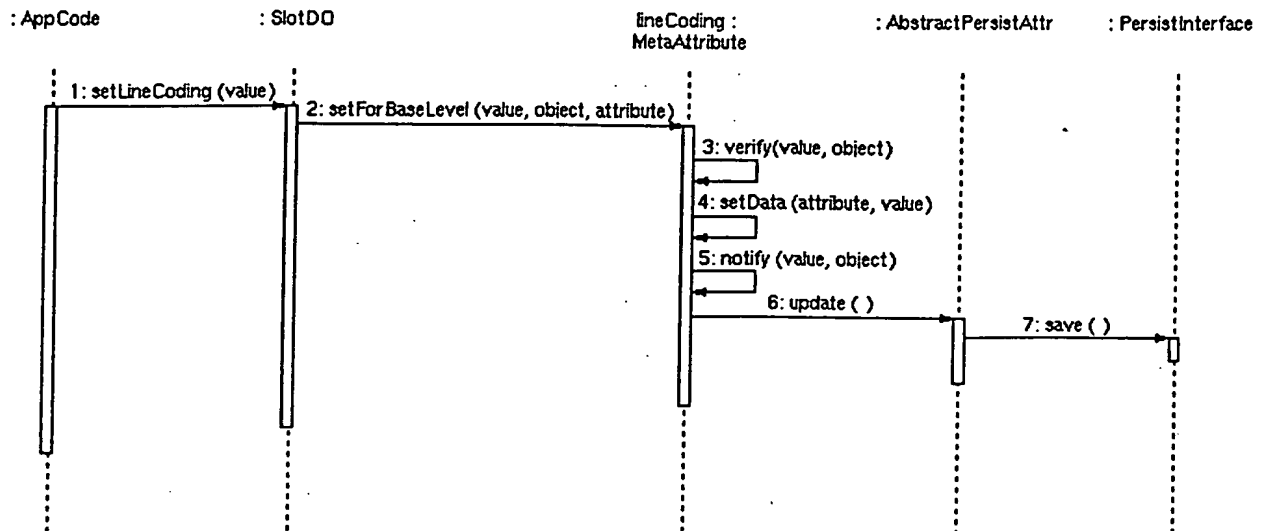 : AppCode
: SlotDO
lineCoding :
MetaAttribute
: AbstractPersistAttr
: PersistInterface
1: setLineCoding (value)
2: setForBaseLevel (value, object, attribute)
3: verify(value, object)
4: setData (attribute, value)
5: notify (value, object)
6: update ( )
7: save ( )